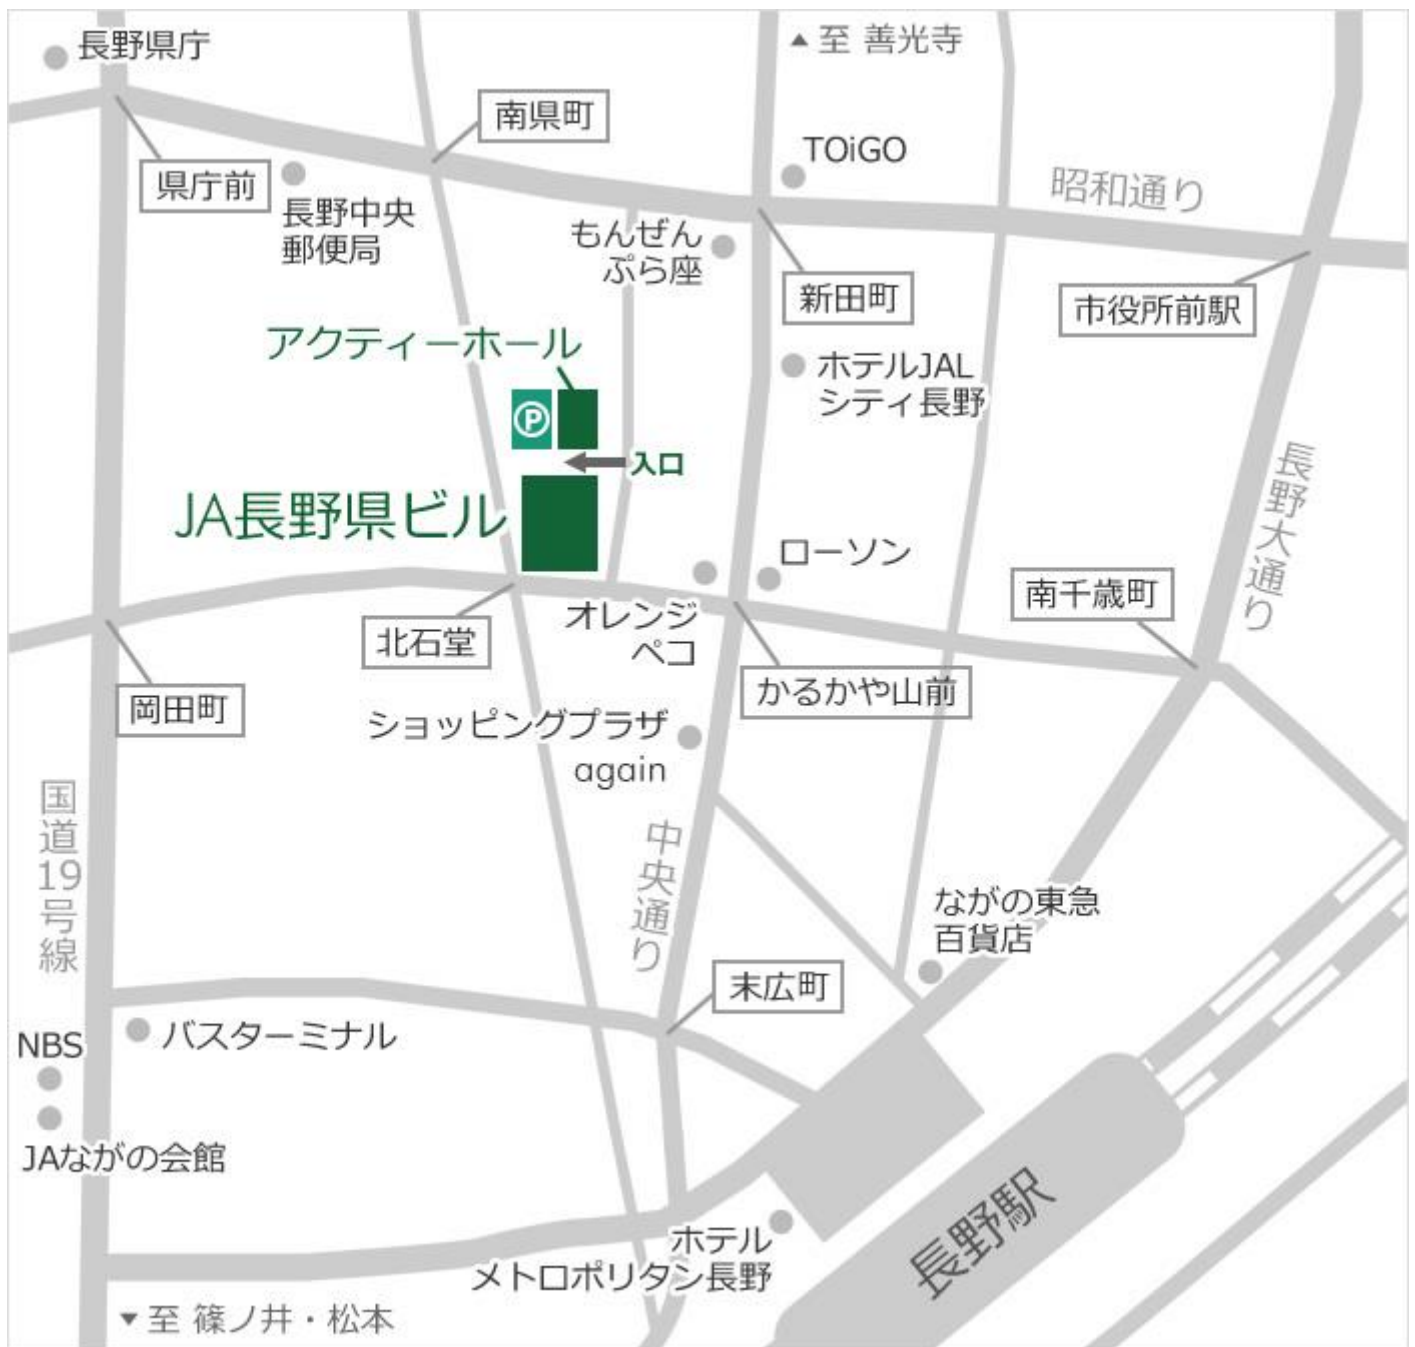 長野県庁
▲ 至 善光寺
南県町
TOiGO
県庁前
長野中央
郵便局
昭和通り
もんぜん
ぷら座
新田町
市役所前駅
アクティーホール
ホテルJAL
シティ長野
P
入口
長野大通り
JA長野県ビル
ローソン
南千歳町
北石堂
オレンジ
ペコ
かるかや山前
岡田町
ショッピングプラザ
again
国道19号線
中央通り
ながの東急
百貨店
末広町
バスターミナル
NBS
JAながの会館
長野駅
ホテル
メトロポリタン長野
▼ 至 篠ノ井・松本